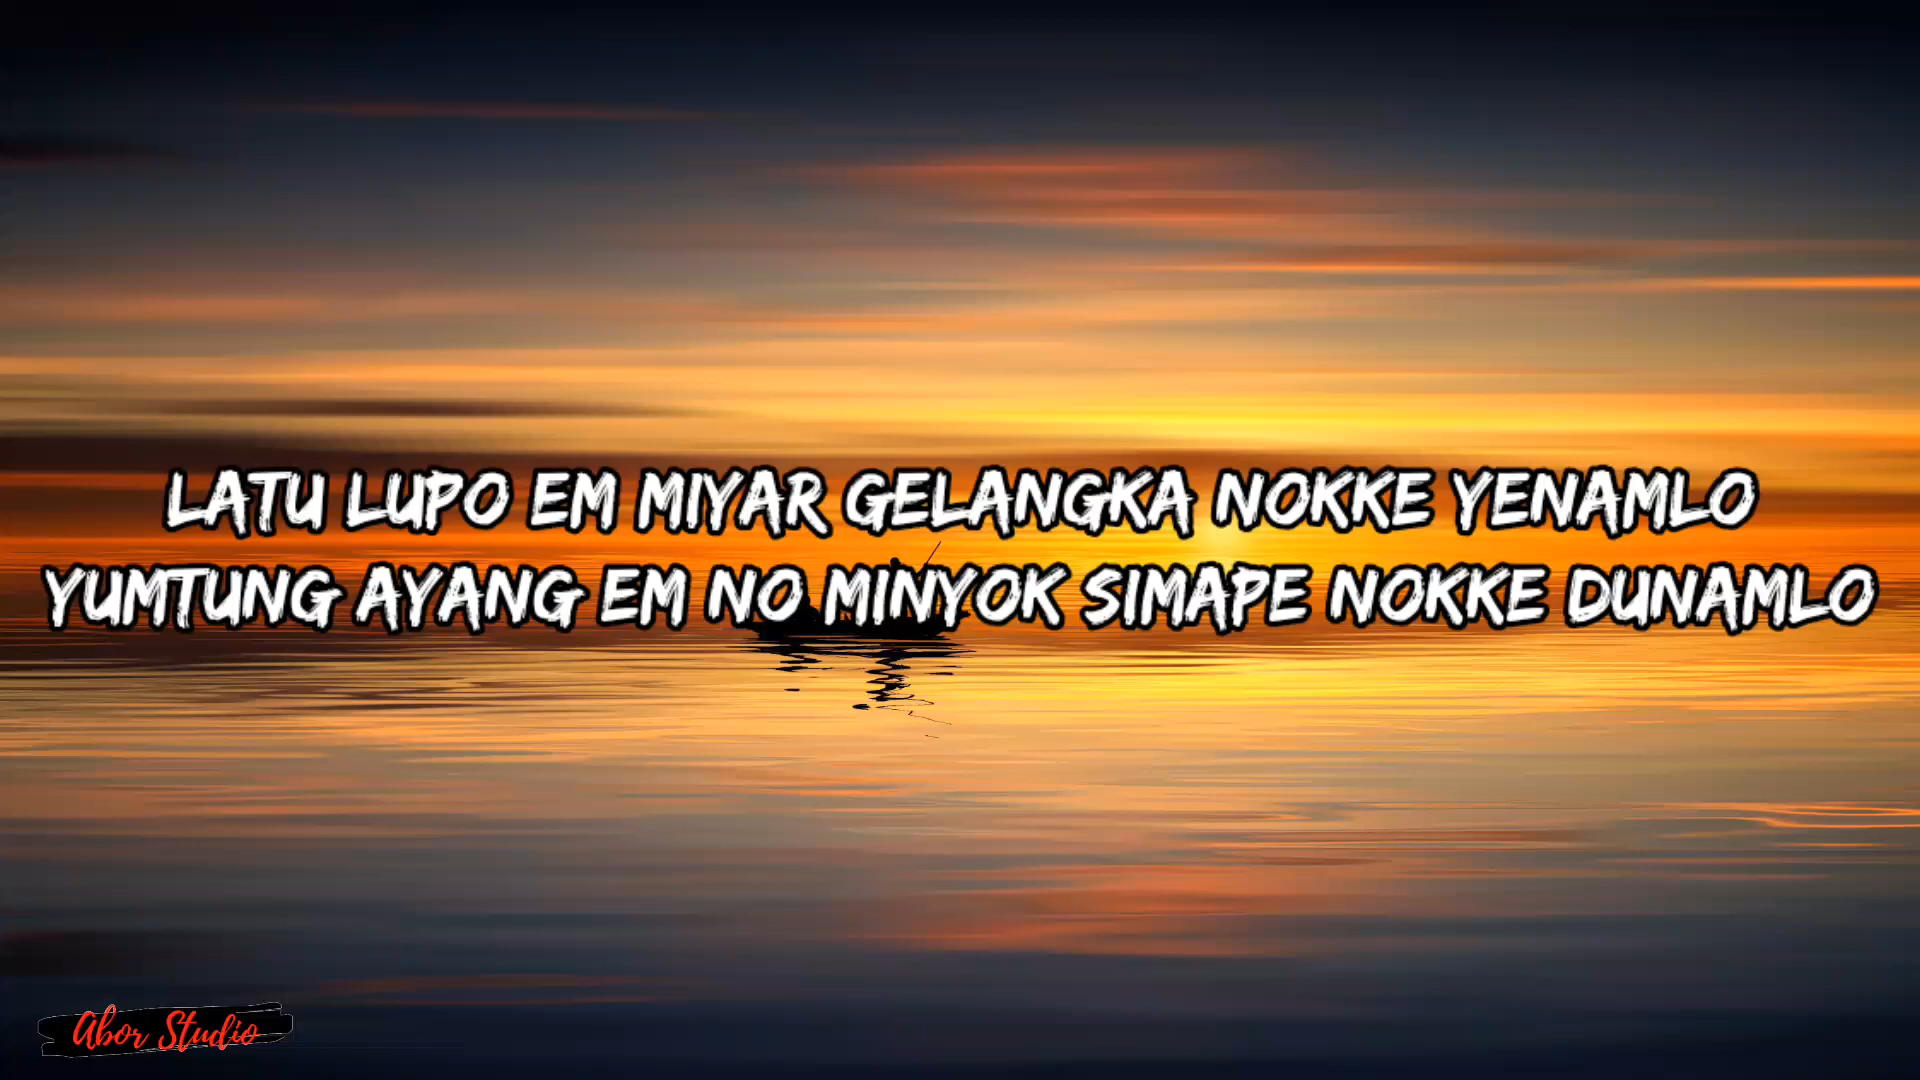 LATU LUPO EM MIYAR GELANGKA NOKKE YENAMLO
YUMTUNG AYANG EM NO MINYOK SIMAPE NOKKE DUNAMLO
Abor Studio